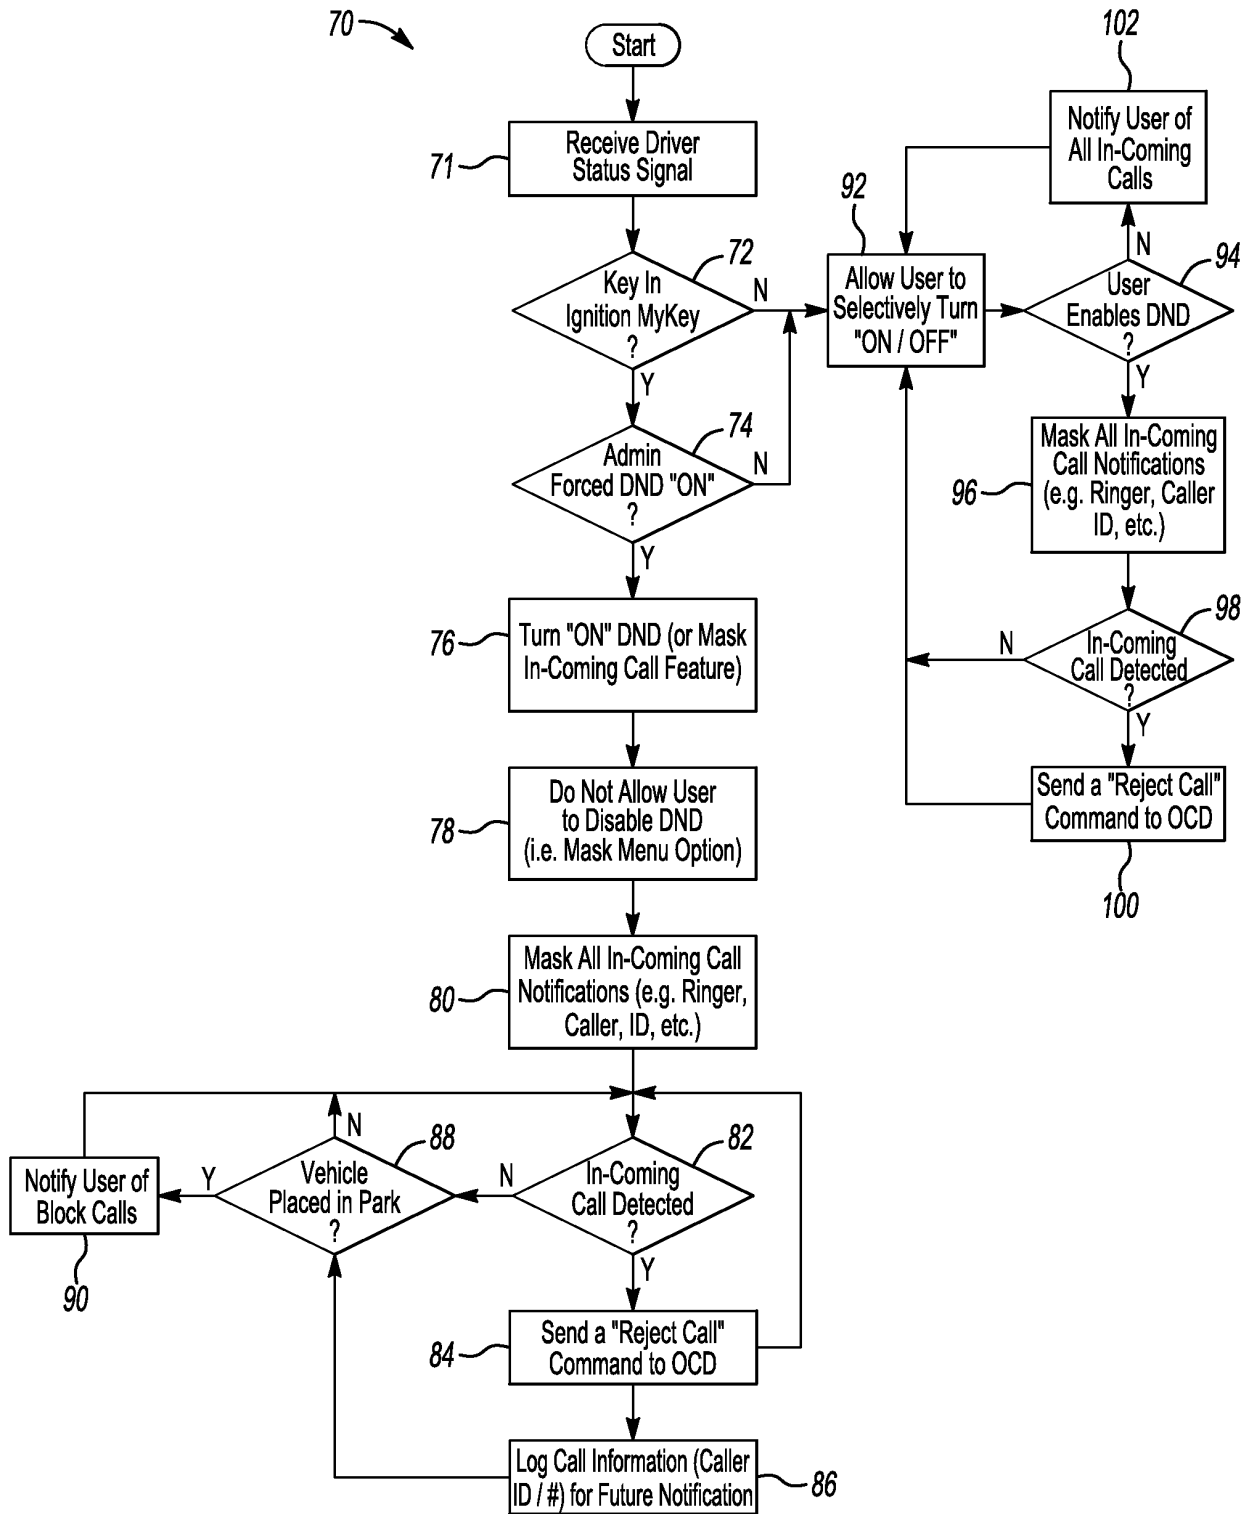 70
Start
102
Notify User of
All In-Coming
Calls
Receive Driver
Status Signal
71
92
N
94
72
Key In
Ignition MyKey
?
N
Allow User to
Selectively Turn
"ON / OFF"
User
Enables DND
?
Y
Y
74
Admin
Forced DND "ON"
?
N
Mask All In-Coming
Call Notifications
(e.g. Ringer, Caller
ID, etc.)
96
Y
76
Turn "ON" DND (or Mask
In-Coming Call Feature)
98
N
In-Coming
Call Detected
?
Y
Do Not Allow User
to Disable DND
(i.e. Mask Menu Option)
78
Send a "Reject Call"
Command to OCD
100
Mask All In-Coming Call
Notifications (e.g. Ringer,
Caller, ID, etc.)
80
N
88
82
Notify User of
Block Calls
Y
Vehicle
Placed in Park
?
N
In-Coming
Call Detected
?
90
Y
84
Send a "Reject Call"
Command to OCD
Log Call Information (Caller
ID / #) for Future Notification
86